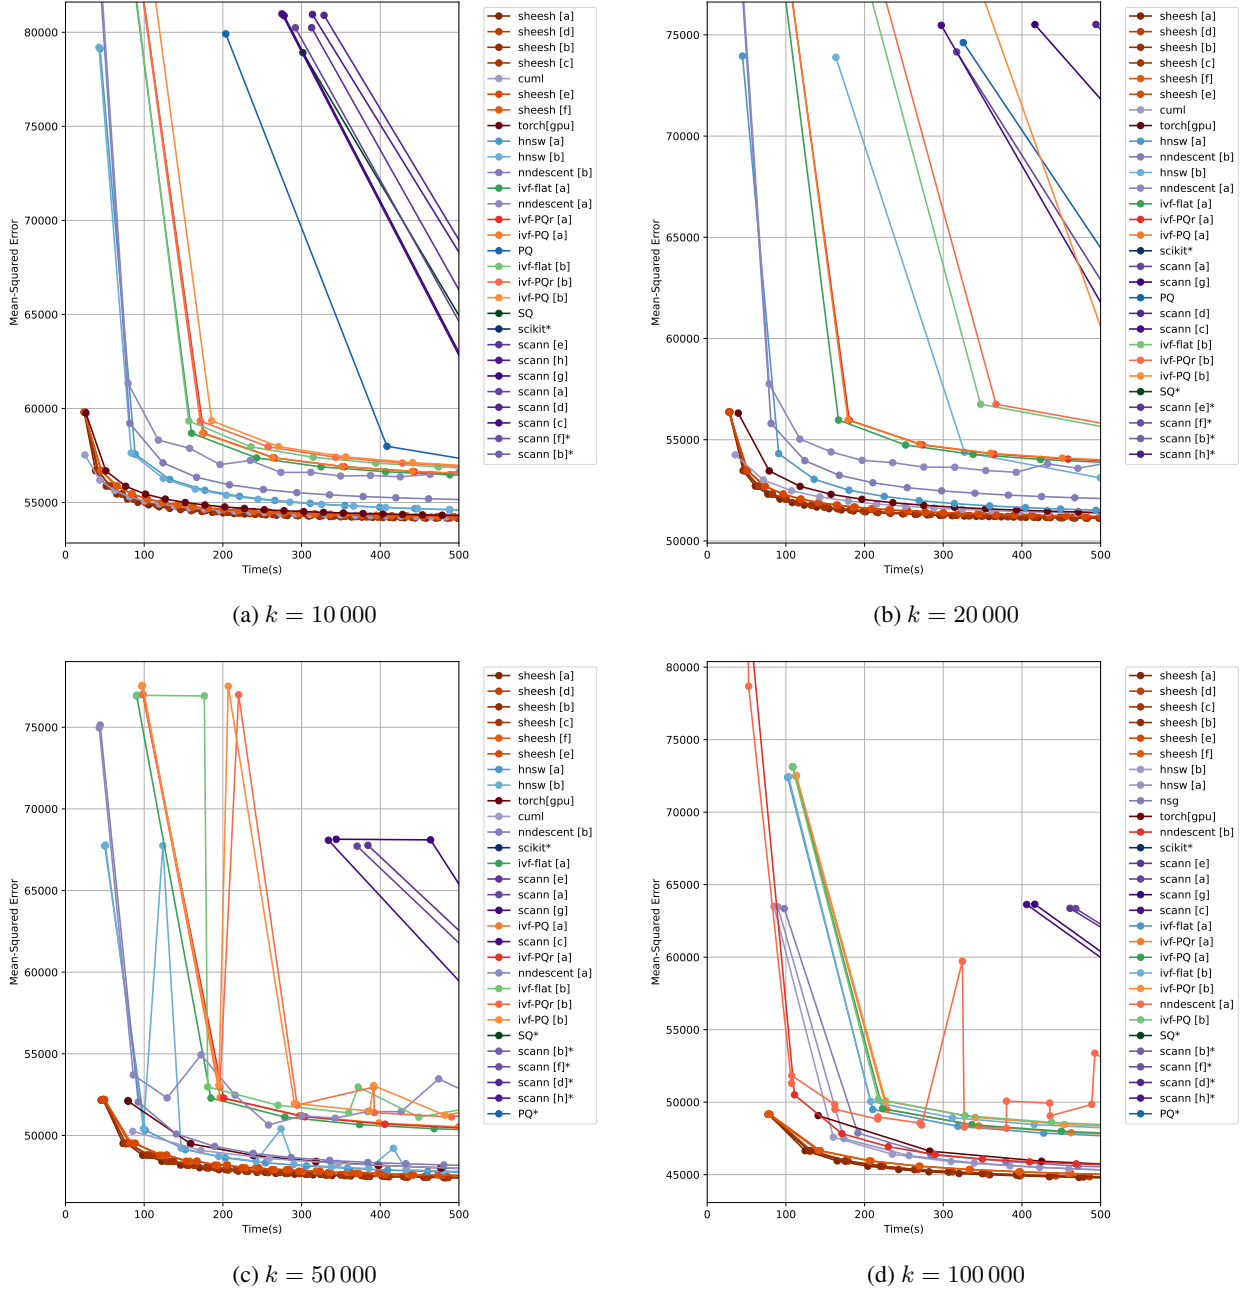 80000
75000
70000
65000
60000
55000
Mean-Squared Error
0 100 200 300 400 500
Time(s)
sheesh [a]
sheesh [d]
sheesh [b]
sheesh [c]
cuml
sheesh [e]
sheesh [f]
torch[gpu]
hnsw [a]
hnsw [b]
nndescent [b]
ivf-flat [a]
nndescent [a]
ivf-PQr [a]
ivf-PQ [a]
PQ
ivf-flat [b]
ivf-PQr [b]
ivf-PQ [b]
SQ
scikit*
scann [e]
scann [h]
scann [g]
scann [a]
scann [d]
scann [c]
scann [f]*
scann [b]*
(a) k = 10 000
75000
70000
65000
60000
55000
50000
Mean-Squared Error
0 100 200 300 400 500
Time(s)
sheesh [a]
sheesh [d]
sheesh [b]
sheesh [c]
sheesh [f]
sheesh [e]
cuml
torch[gpu]
hnsw [a]
nndescent [b]
hnsw [b]
nndescent [a]
ivf-flat [a]
ivf-PQr [a]
ivf-PQ [a]
scikit*
scann [a]
scann [g]
PQ
scann [d]
scann [c]
ivf-flat [b]
ivf-PQr [b]
ivf-PQ [b]
SQ*
scann [e]*
scann [f]*
scann [b]*
scann [h]*
(b) k = 20 000
75000
70000
65000
60000
55000
50000
Mean-Squared Error
0 100 200 300 400 500
Time(s)
sheesh [a]
sheesh [d]
sheesh [b]
sheesh [c]
sheesh [f]
sheesh [e]
hnsw [a]
hnsw [b]
torch[gpu]
cuml
nndescent [b]
scikit*
ivf-flat [a]
scann [e]
scann [a]
scann [g]
ivf-PQ [a]
scann [c]
ivf-PQr [a]
nndescent [a]
ivf-flat [b]
ivf-PQr [b]
ivf-PQ [b]
SQ*
scann [b]*
scann [f]*
scann [d]*
scann [h]*
PQ*
(c) k = 50 000
80000
75000
70000
65000
60000
55000
50000
45000
Mean-Squared Error
0 100 200 300 400 500
Time(s)
sheesh [a]
sheesh [d]
sheesh [c]
sheesh [b]
sheesh [e]
sheesh [f]
hnsw [b]
hnsw [a]
nsg
torch[gpu]
nndescent [b]
scikit*
scann [e]
scann [a]
scann [g]
scann [c]
ivf-flat [a]
ivf-PQr [a]
ivf-PQ [a]
ivf-flat [b]
ivf-PQr [b]
nndescent [a]
ivf-PQ [b]
SQ*
scann [b]*
scann [f]*
scann [d]*
scann [h]*
PQ*
(d) k = 100 000